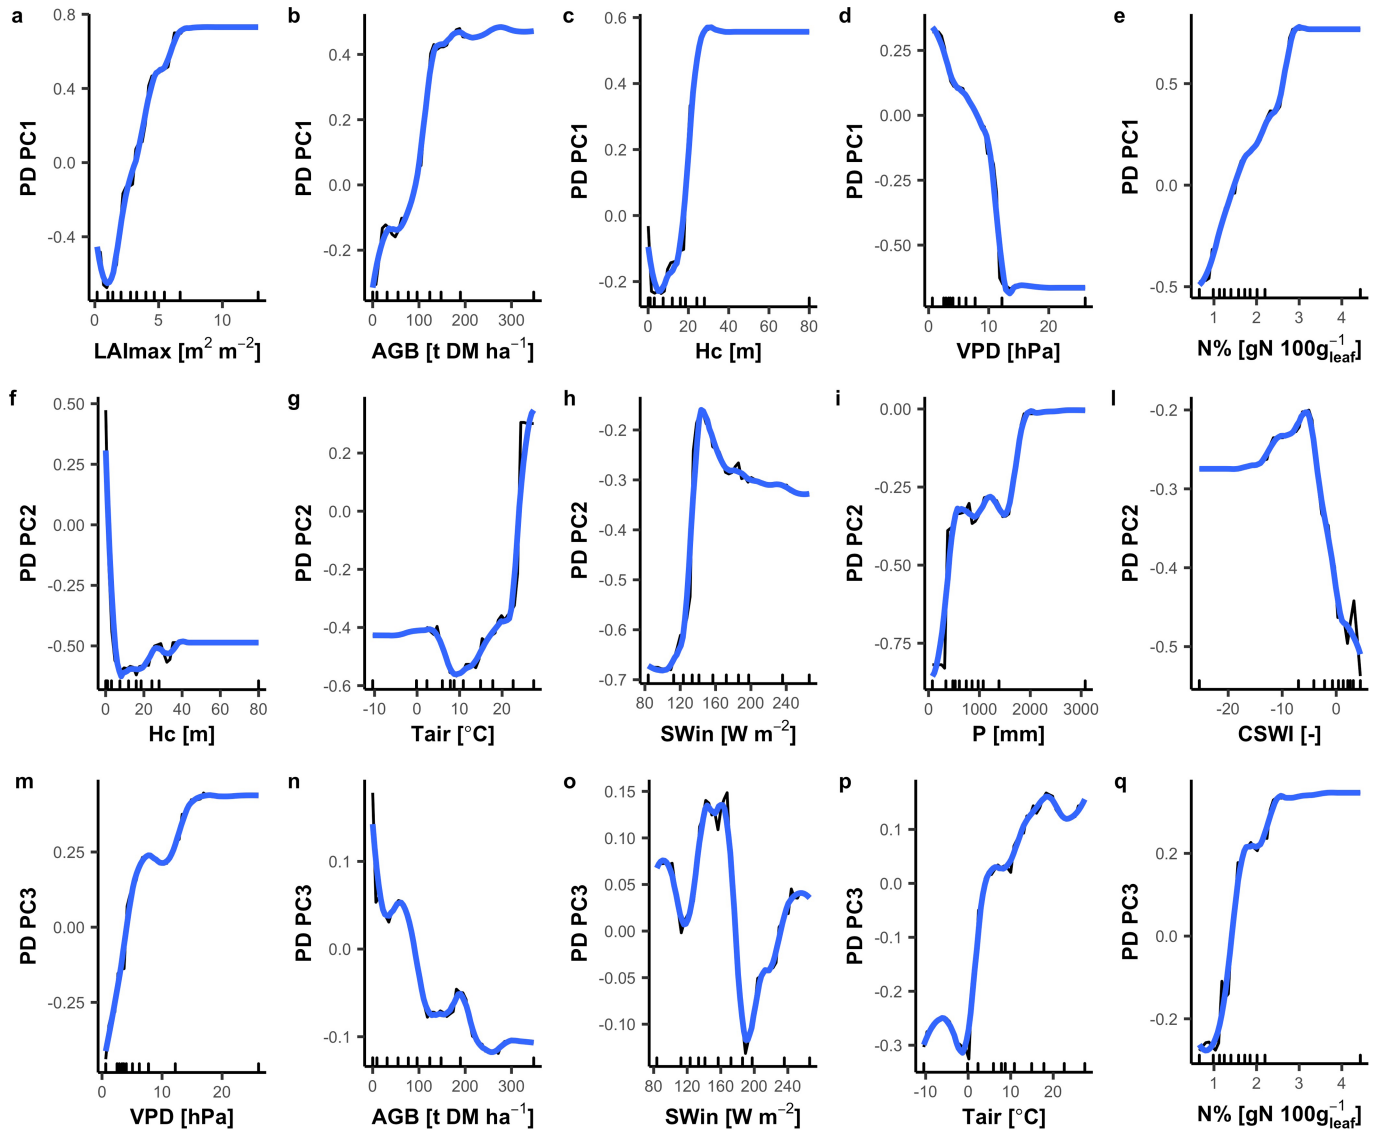 a
0.8
0.4
0.0
-0.4
PD PC1
0 5 10
LAImax [m² m⁻²]
b
0.4
0.2
0.0
-0.2
PD PC1
0 100 200 300
AGB [t DM ha⁻¹]
c
0.6
0.4
0.2
0.0
-0.2
PD PC1
0 20 40 60 80
Hc [m]
d
0.25
0.00
-0.25
-0.50
PD PC1
0 10 20
VPD [hPa]
e
0.5
0.0
-0.5
PD PC1
1 2 3 4
N% [gN 100g⁻¹leaf]
f
0.50
0.25
0.00
-0.25
-0.50
PD PC2
0 20 40 60 80
Hc [m]
g
0.2
0.0
-0.2
-0.4
-0.6
PD PC2
-10 0 10 20
Tair [°C]
h
-0.2
-0.3
-0.4
-0.5
-0.6
-0.7
PD PC2
80 120 160 200 240
SWin [W m⁻²]
i
0.00
-0.25
-0.50
-0.75
PD PC2
0 1000 2000 3000
P [mm]
l
-0.2
-0.3
-0.4
-0.5
PD PC2
-20 -10 0
CSWI [-]
m
0.25
0.00
-0.25
PD PC3
0 10 20
VPD [hPa]
n
0.1
0.0
-0.1
PD PC3
0 100 200 300
AGB [t DM ha⁻¹]
o
0.15
0.10
0.05
0.00
-0.05
-0.10
PD PC3
80 120 160 200 240
SWin [W m⁻²]
p
0.1
0.0
-0.1
-0.2
-0.3
PD PC3
-10 0 10 20
Tair [°C]
q
0.2
0.0
-0.2
PD PC3
1 2 3 4
N% [gN 100g⁻¹leaf]